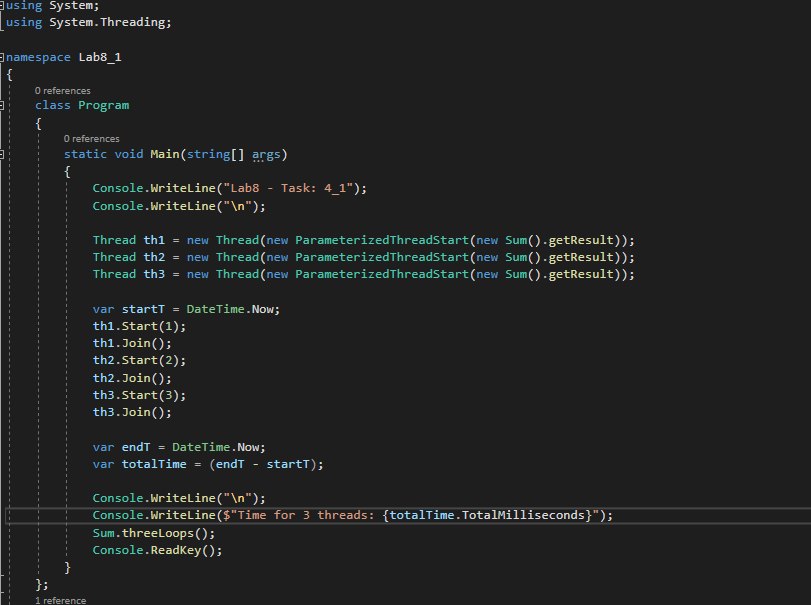 using System;
using System.Threading;
namespace Lab8_1
{
0 references
class Program
{
0 references
static void Main(string[] args)
{
Console.WriteLine("Lab8 - Task: 4_1");
Console.WriteLine("\n");
Thread th1 = new Thread(new ParameterizedThreadStart(new Sum().getResult));
Thread th2 = new Thread(new ParameterizedThreadStart(new Sum().getResult));
Thread th3 = new Thread(new ParameterizedThreadStart(new Sum().getResult));
var startT = DateTime.Now;
th1.Start(1);
th1.Join();
th2.Start(2);
th2.Join();
th3.Start(3);
th3.Join();
var endT = DateTime.Now;
var totalTime = (endT - startT);
Console.WriteLine("\n");
Console.WriteLine($"Time for 3 threads: {totalTime.TotalMilliseconds}");
Sum.threeLoops();
Console.ReadKey();
}
};
1 reference